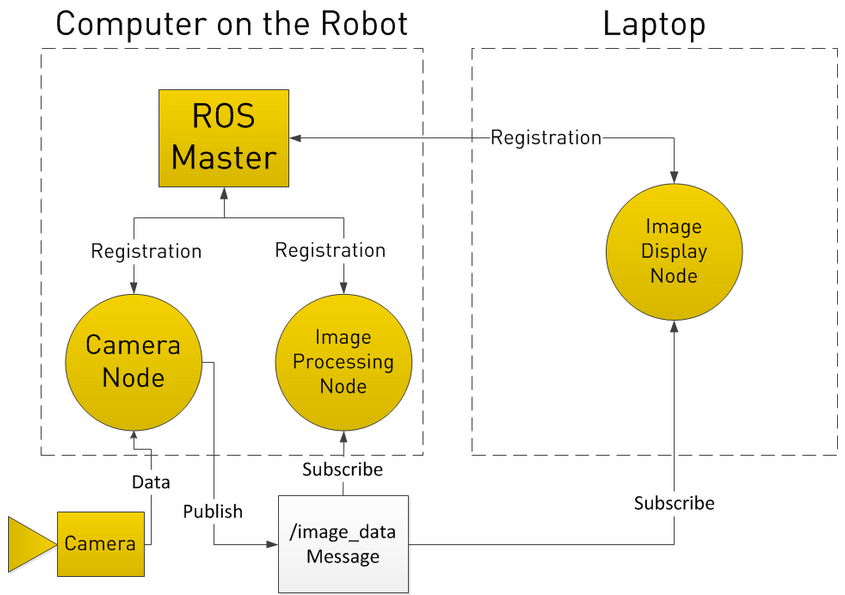 Computer on the Robot
Laptop
ROS
Master
Registration
Registration
Registration
Image
Display
Node
Camera
Node
Image
Processing
Node
Subscribe
Data
Publish
Subscribe
Camera
/image_data
Message